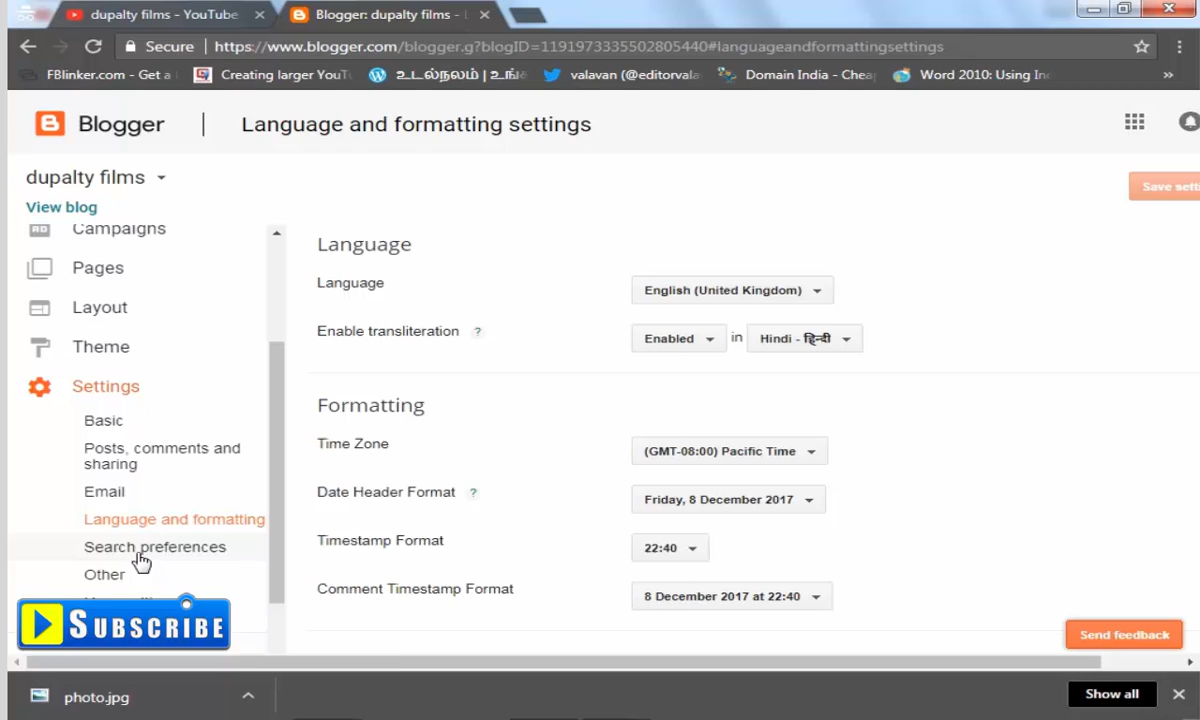 dupalty films - YouTube
Blogger: dupalty films -
Secure
https://www.blogger.com/blogger.g?blogID=1191973335502805440#languageandformattingsettings
FBlinker.com - Get a
Creating larger YouT
உடல்நலம் | உங்
valavan (@editorvala
Domain India - Chea
Word 2010: Using In
»
Blogger
Language and formatting settings
dupalty films
View blog
Save sett
Campaigns
Pages
Layout
Theme
Settings
Basic
Posts, comments and
sharing
Email
Language and formatting
Search preferences
Other
Language
Language
English (United Kingdom)
Enable transliteration ?
Enabled in Hindi - हिन्दी
Formatting
Time Zone
(GMT-08:00) Pacific Time
Date Header Format ?
Friday, 8 December 2017
Timestamp Format
22:40
Comment Timestamp Format
8 December 2017 at 22:40
SUBSCRIBE
Send feedback
photo.jpg
Show all